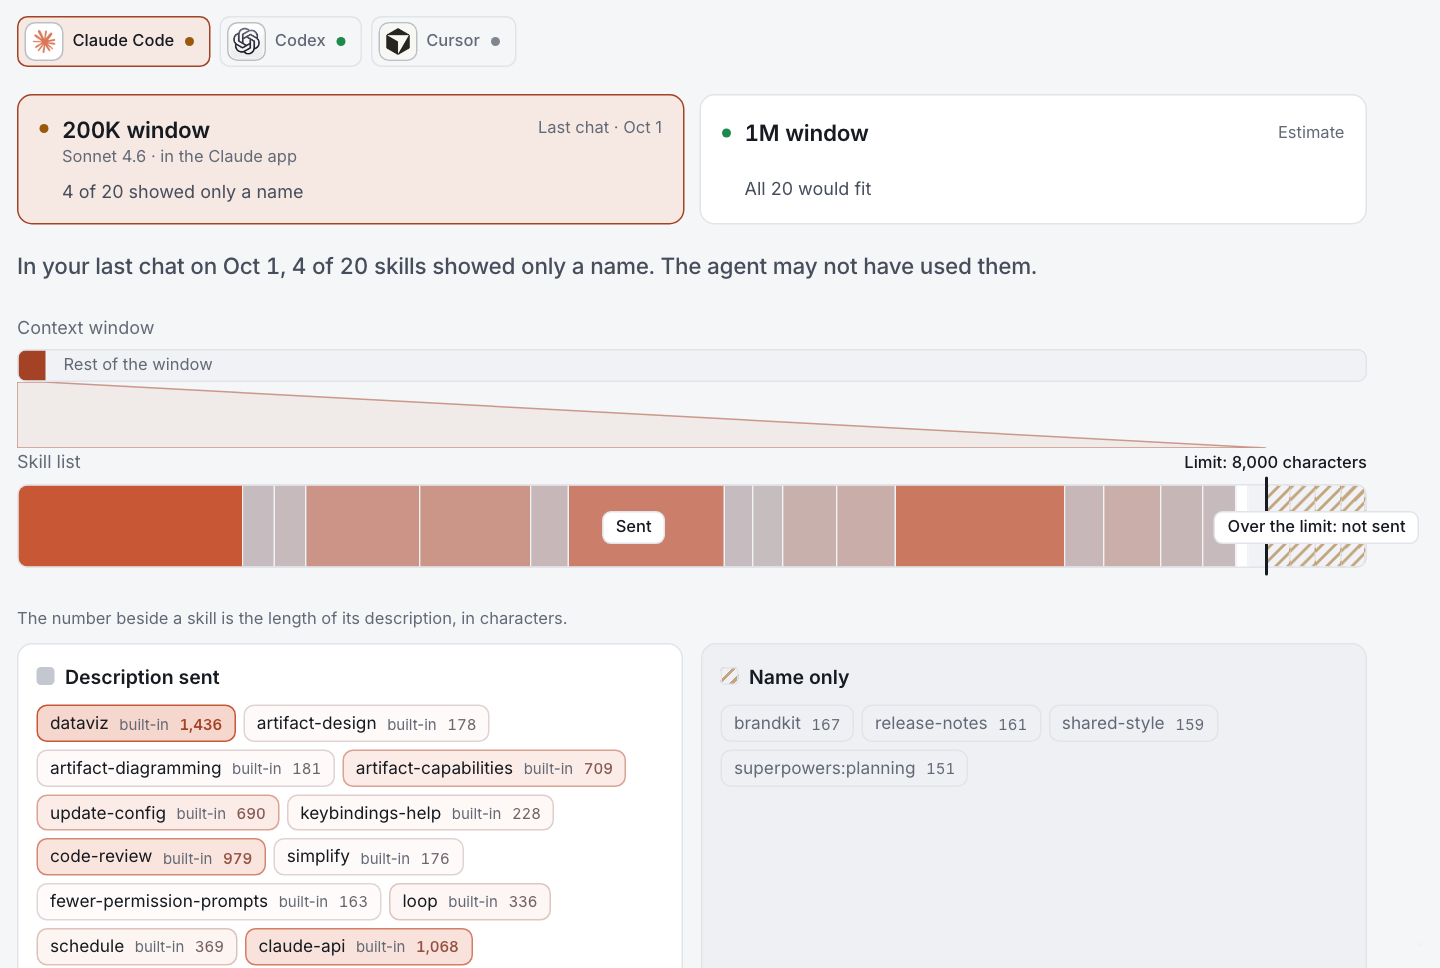 Claude Code
Codex
Cursor
200K window
Last chat · Oct 1
Sonnet 4.6 · in the Claude app
4 of 20 showed only a name
1M window
Estimate
All 20 would fit
In your last chat on Oct 1, 4 of 20 skills showed only a name. The agent may not have used them.
Context window
Rest of the window
Skill list
Limit: 8,000 characters
Sent
Over the limit: not sent
The number beside a skill is the length of its description, in characters.
Description sent
dataviz built-in 1,436 artifact-design built-in 178
artifact-diagramming built-in 181 artifact-capabilities built-in 709
update-config built-in 690 keybindings-help built-in 228
code-review built-in 979 simplify built-in 176
fewer-permission-prompts built-in 163 loop built-in 336
schedule built-in 369 claude-api built-in 1,068
Name only
brandkit 167 release-notes 161 shared-style 159
superpowers:planning 151